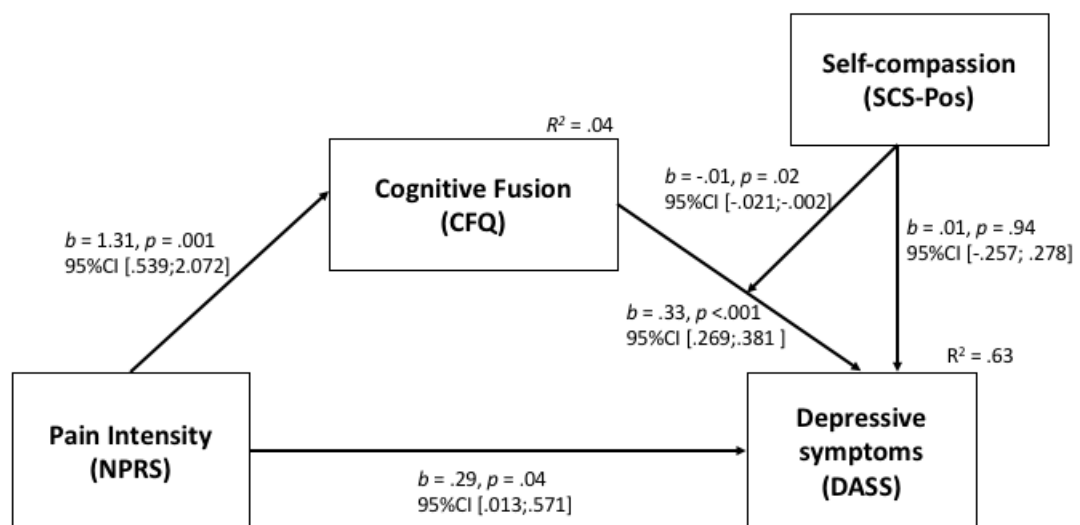 Self-compassion
(SCS-Pos)
R² = .04
Cognitive Fusion
(CFQ)
b = -.01, p = .02
95%CI [-.021;-.002]
b = .01, p = .94
95%CI [-.257; .278]
b = 1.31, p = .001
95%CI [.539;2.072]
b = .33, p <.001
95%CI [.269;.381 ]
R² = .63
Pain Intensity
(NPRS)
Depressive
symptoms
(DASS)
b = .29, p = .04
95%CI [.013;.571]